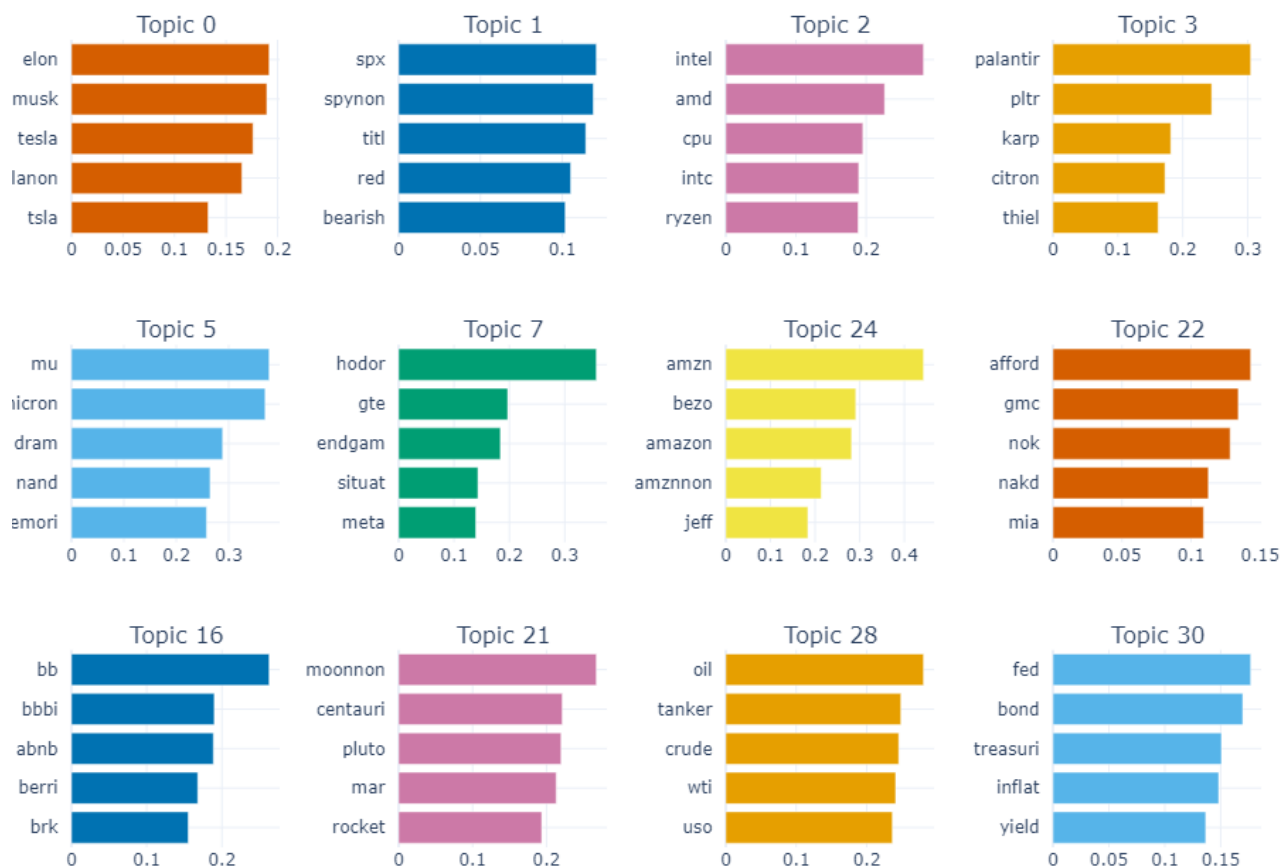 Topic 0
elon
musk
tesla
lanon
tsla
0 0.05 0.1 0.15 0.2
Topic 1
spx
spynon
titl
red
bearish
0 0.05 0.1
Topic 2
intel
amd
cpu
intc
ryzen
0 0.1 0.2
Topic 3
palantir
pltr
karp
citron
thiel
0 0.1 0.2 0.3
Topic 5
mu
nicron
dram
nand
emori
0 0.1 0.2 0.3
Topic 7
hodor
gte
endgam
situat
meta
0 0.1 0.2 0.3
Topic 24
amzn
bezo
amazon
amznnon
jeff
0 0.1 0.2 0.3 0.4
Topic 22
afford
gmc
nok
nakd
mia
0 0.05 0.1 0.15
Topic 16
bb
bbbi
abnb
berri
brk
0 0.1 0.2
Topic 21
moonnon
centauri
pluto
mar
rocket
0 0.1 0.2
Topic 28
oil
tanker
crude
wti
uso
0 0.1 0.2
Topic 30
fed
bond
treasuri
inflat
yield
0 0.05 0.1 0.15